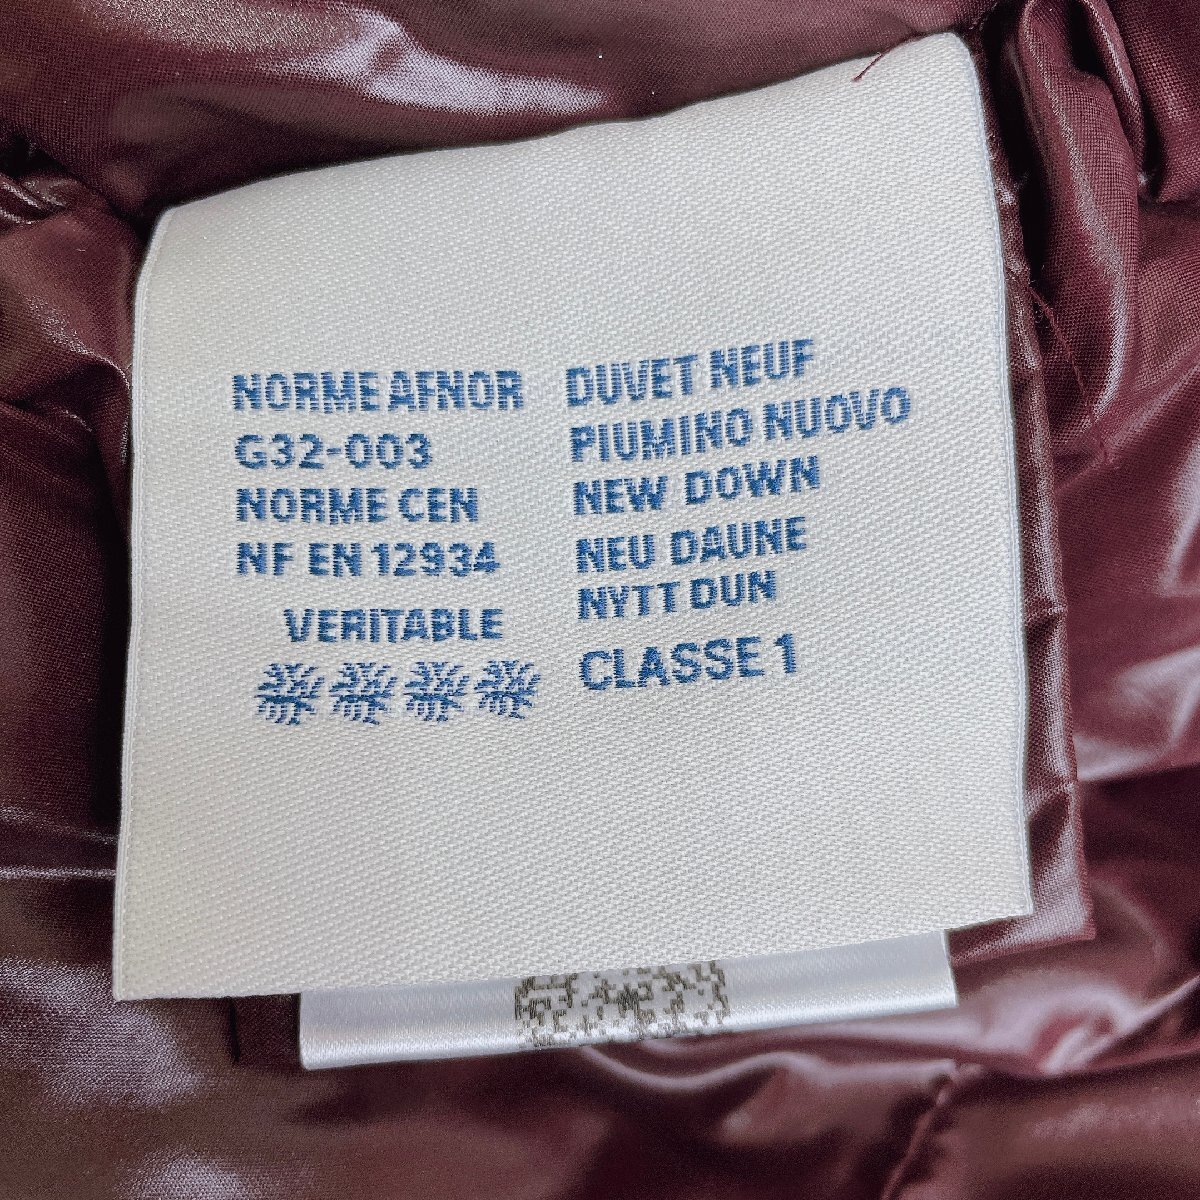 NORME AFNOR
G32-003
NORME CEN
NF EN 12934
VERITABLE
DUVET NEUF
PIUMINO NUOVO
NEW DOWN
NEU DAUNE
NYTT DUN
CLASSE 1